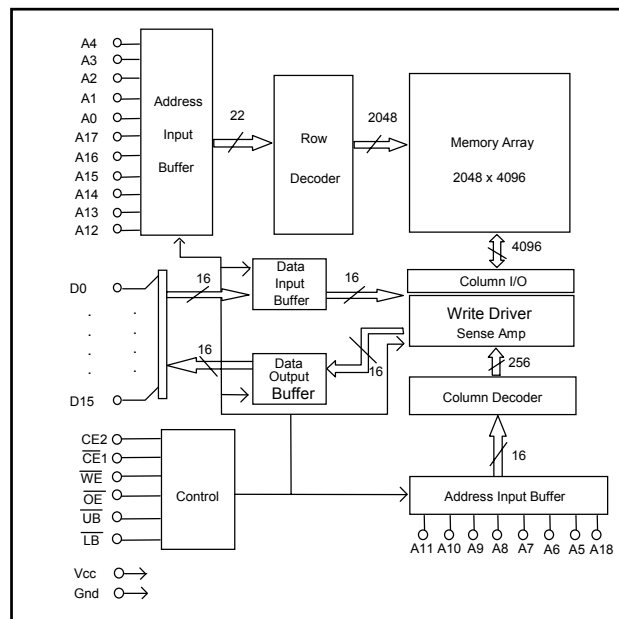 A4
A3
A2
A1
A0
A17
A16
A15
A14
A13
A12
Address
Input
Buffer
22
Row
Decoder
2048
Memory Array
2048 x 4096
4096
D0
.
.
.
.
D15
16
Data
Input
Buffer
16
Column I/O
Write Driver
Sense Amp
16
Data
Output
Buffer
16
256
Column Decoder
16
CE2
CE1
WE
OE
UB
LB
Control
Address Input Buffer
A11 A10 A9 A8 A7 A6 A5 A18
Vcc
Gnd